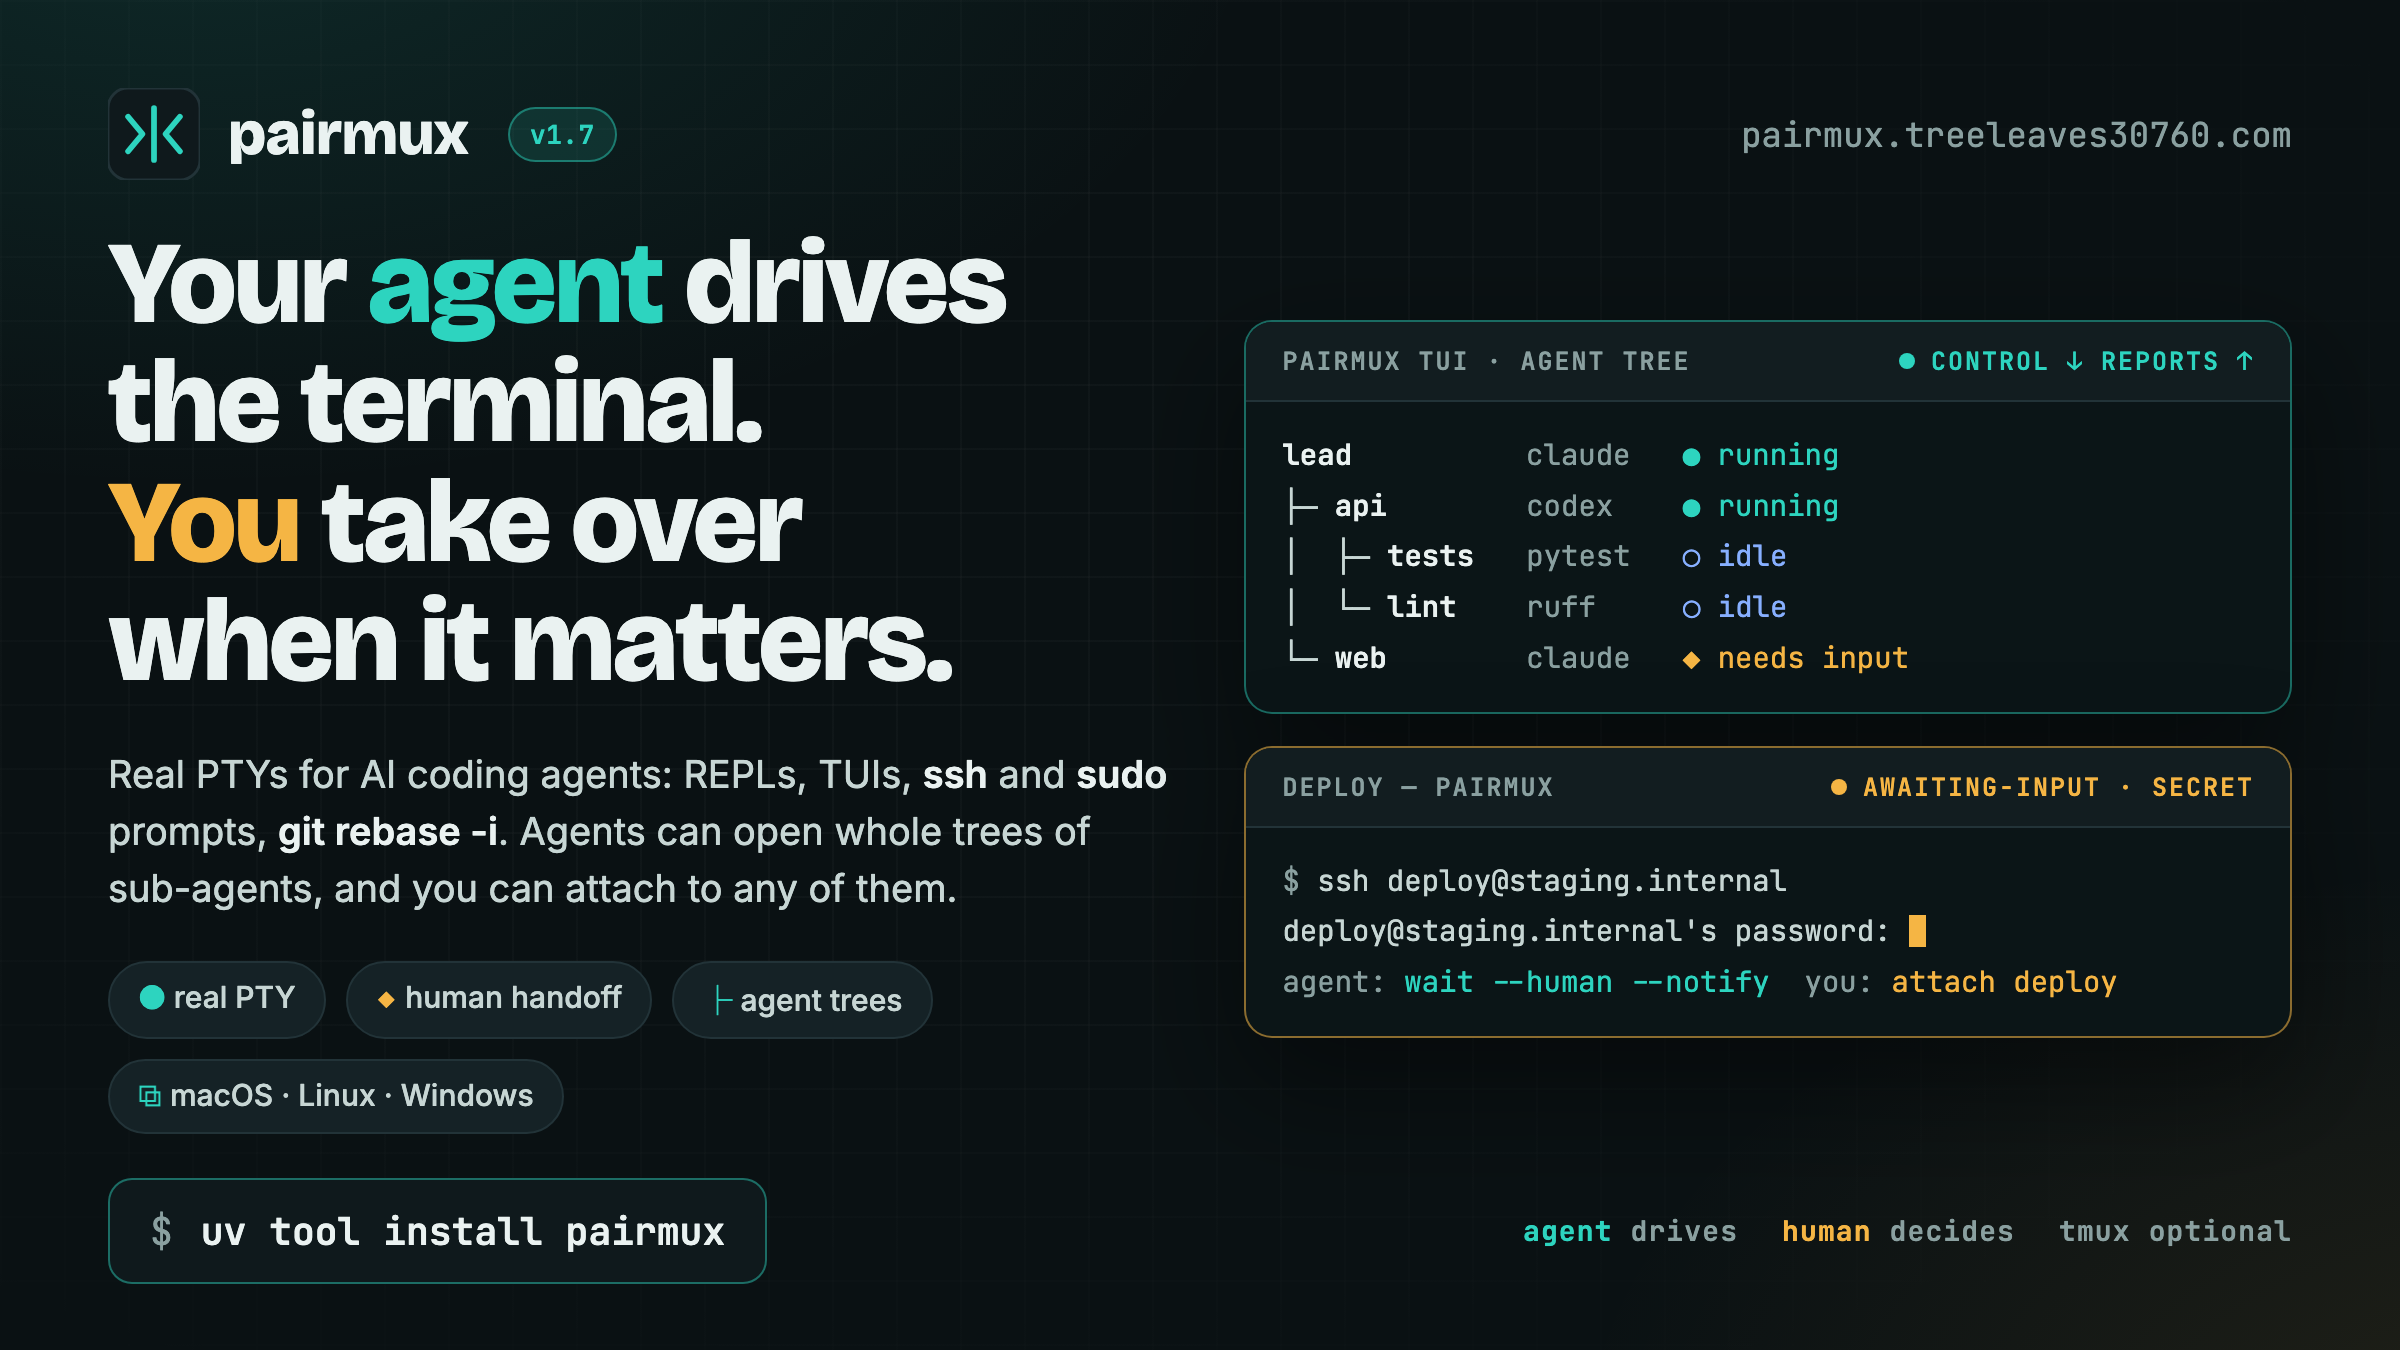 pairmux v1.7
pairmux.treeleaves30760.com
Your agent drives
the terminal.
You take over
when it matters.
Real PTYs for AI coding agents: REPLs, TUIs, ssh and sudo
prompts, git rebase -i. Agents can open whole trees of
sub-agents, and you can attach to any of them.
● real PTY
◆ human handoff
├ agent trees
⧉ macOS · Linux · Windows
$ uv tool install pairmux
PAIRMUX TUI · AGENT TREE ● CONTROL ↓ REPORTS ↑
lead claude ● running
├─ api codex ● running
│  ├─ tests pytest ○ idle
│  └─ lint ruff ○ idle
└─ web claude ◆ needs input
DEPLOY — PAIRMUX ● AWAITING-INPUT · SECRET
$ ssh deploy@staging.internal
deploy@staging.internal's password:
agent: wait --human --notify you: attach deploy
agent drives human decides tmux optional